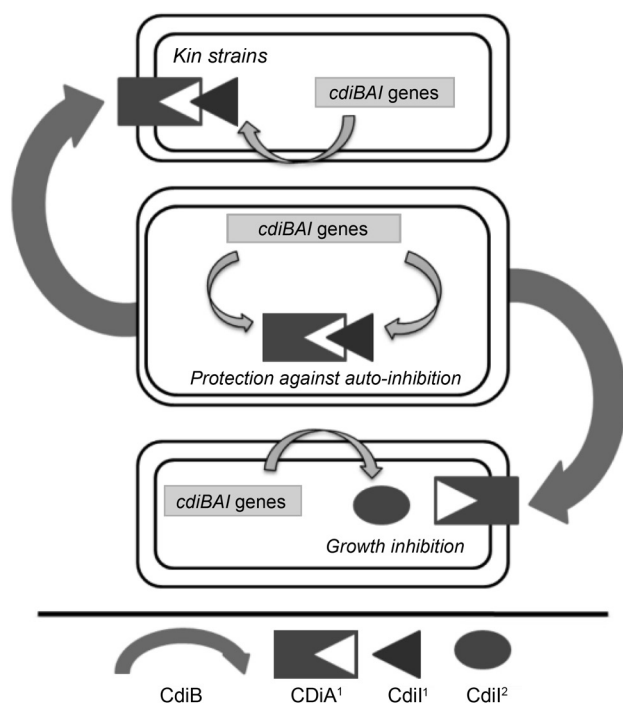 Kin strains
cdiBAI genes
cdiBAI genes
Protection against auto-inhibition
cdiBAI genes
Growth inhibition
CdiB CDiA¹ CdiI¹ CdiI²